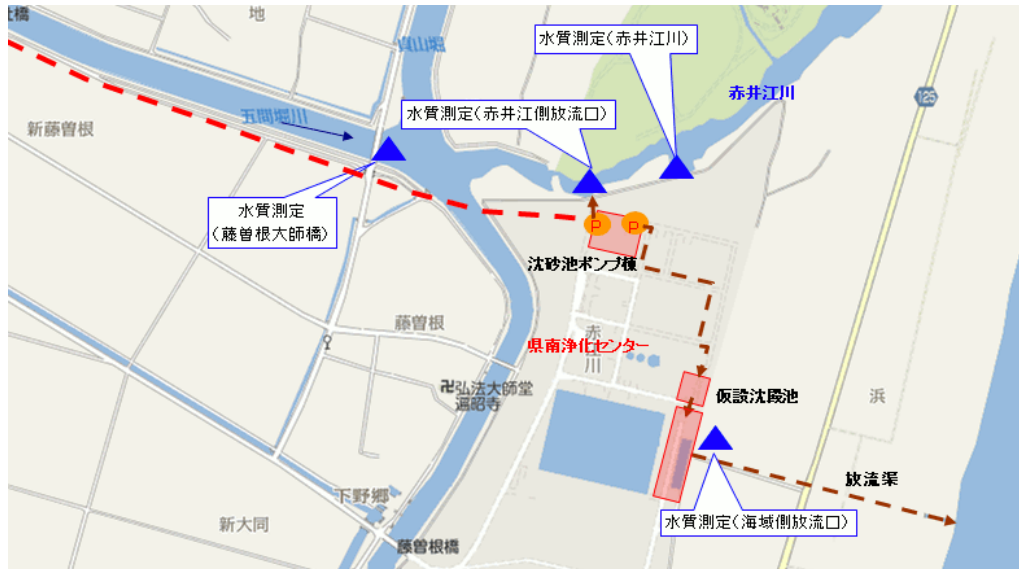 地
水質測定(赤井江川)
貞山堀
赤井江川
125
水質測定(赤井江側放流口)
五間堀川
新藤曽根
水質測定
(藤曽根大師橋)
P
P
沈砂池ポンプ棟
藤曽根
県南浄化センター
赤
川
卍弘法大師堂
遍照寺
仮設沈殿池
浜
下野郷
放流渠
新大同
水質測定(海域側放流口)
藤曽根橋